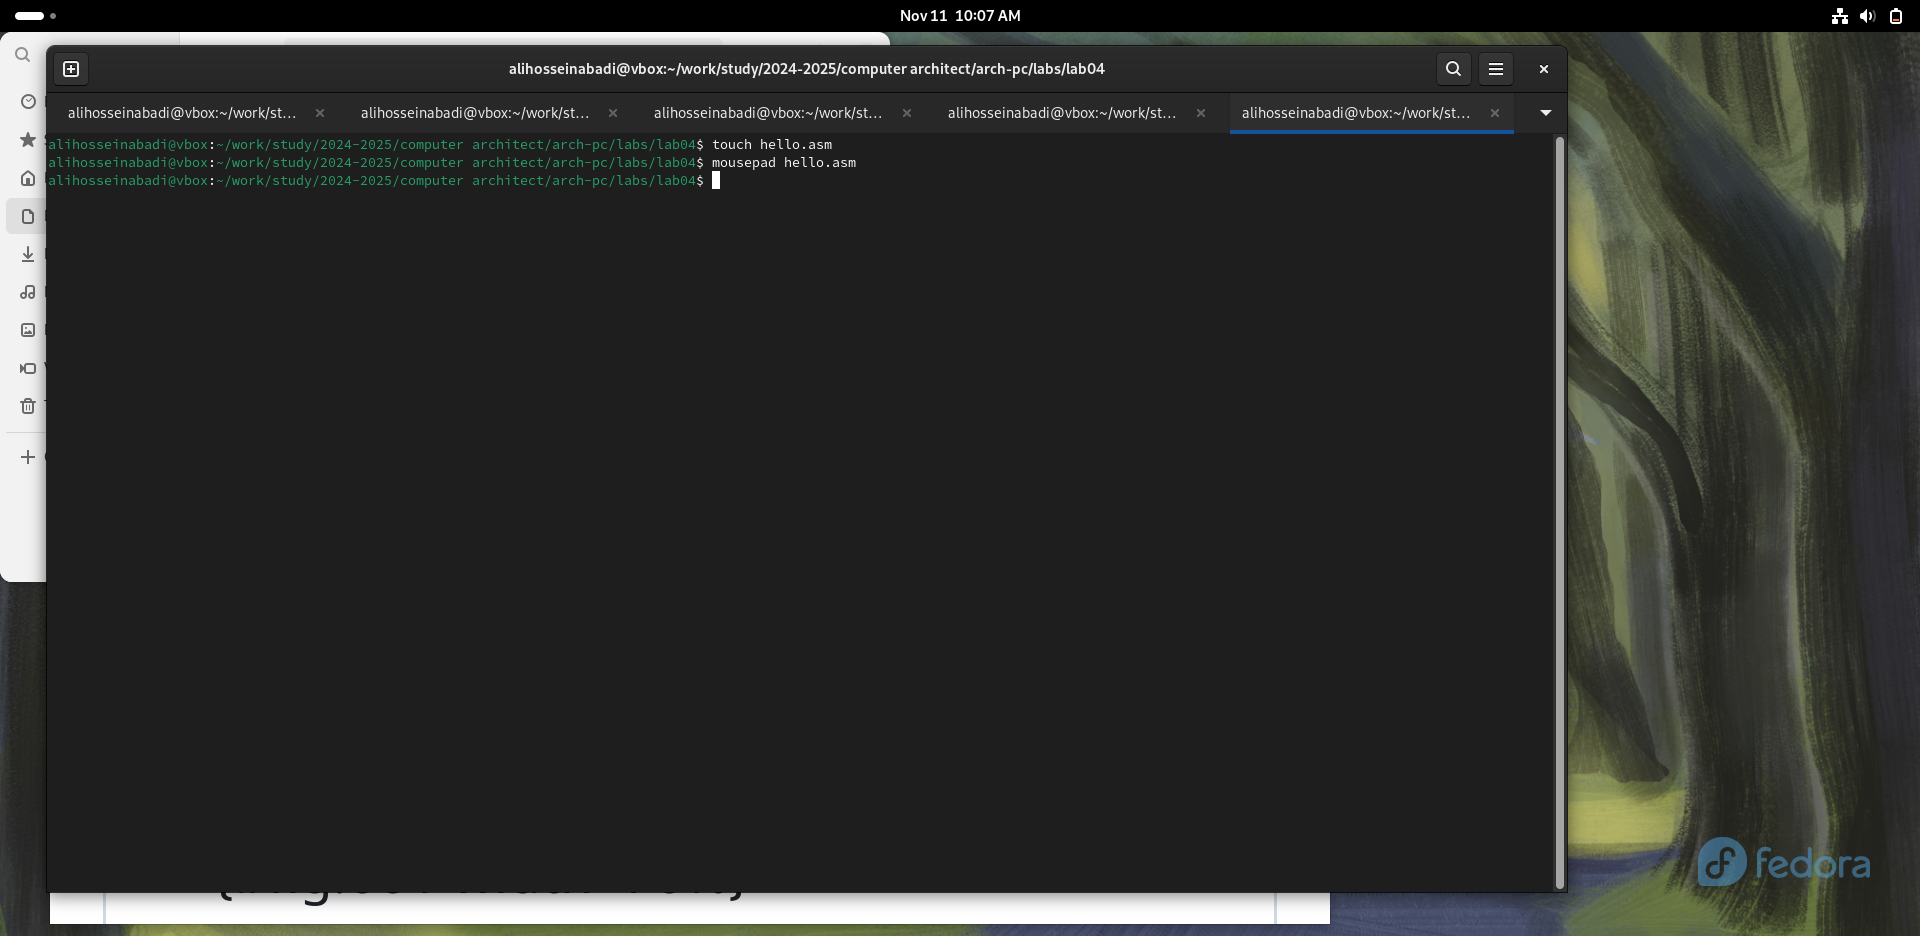 Nov 11 10:07 AM
alihosseinabadi@vbox:~/work/study/2024-2025/computer architect/arch-pc/labs/lab04
alihosseinabadi@vbox:~/work/st... alihosseinabadi@vbox:~/work/st... alihosseinabadi@vbox:~/work/st... alihosseinabadi@vbox:~/work/st... alihosseinabadi@vbox:~/work/st...
alihosseinabadi@vbox:~/work/study/2024-2025/computer architect/arch-pc/labs/lab04$ touch hello.asm
alihosseinabadi@vbox:~/work/study/2024-2025/computer architect/arch-pc/labs/lab04$ mousepad hello.asm
alihosseinabadi@vbox:~/work/study/2024-2025/computer architect/arch-pc/labs/lab04$
fedora